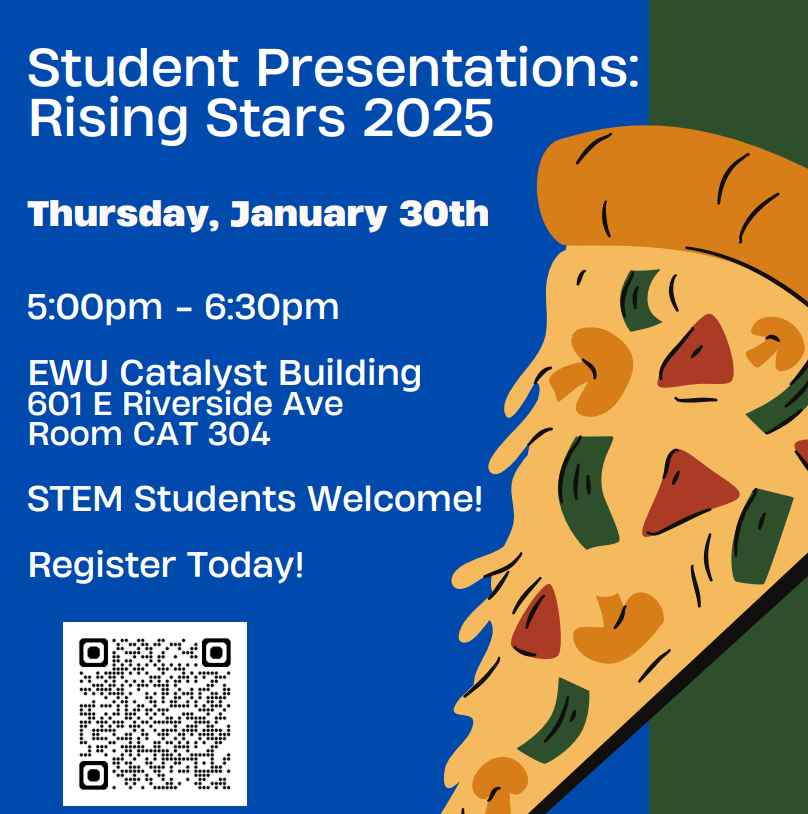 Student Presentations:
Rising Stars 2025
Thursday, January 30th
5:00pm - 6:30pm
EWU Catalyst Building
601 E Riverside Ave
Room CAT 304
STEM Students Welcome!
Register Today!